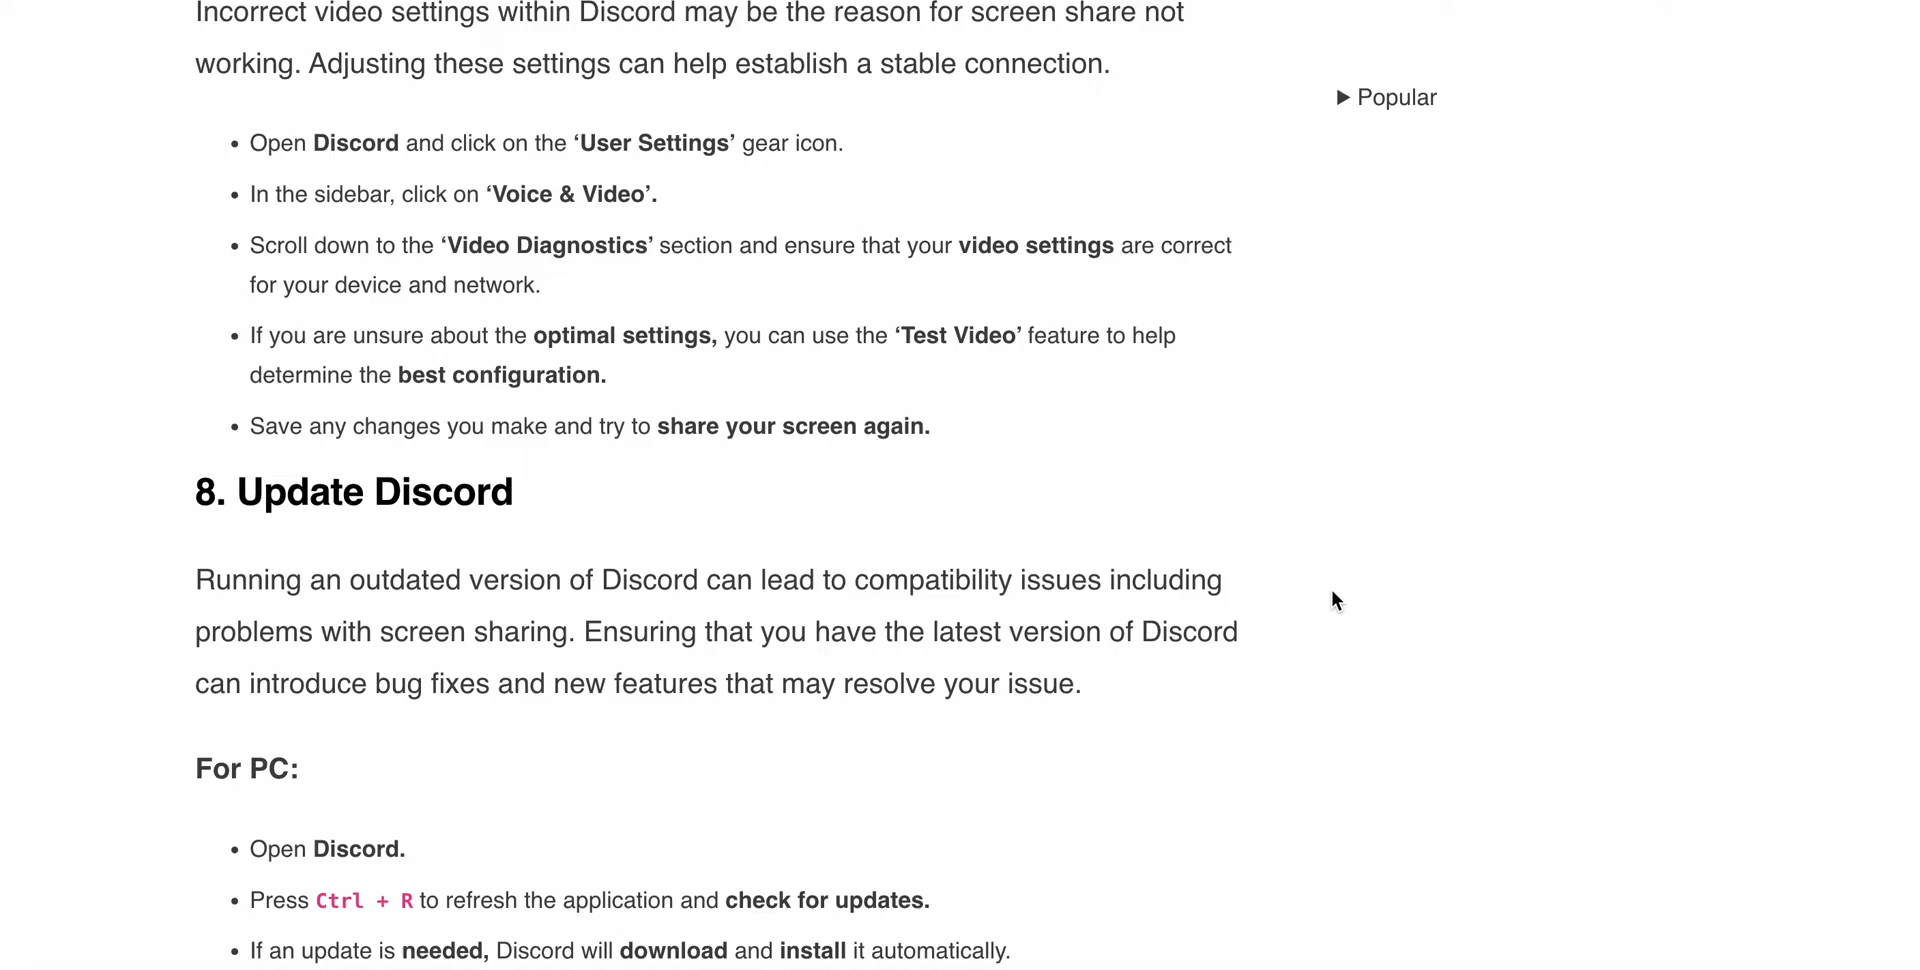 Incorrect video settings within Discord may be the reason for screen share not
working. Adjusting these settings can help establish a stable connection.
▶ Popular
• Open Discord and click on the ‘User Settings’ gear icon.
• In the sidebar, click on ‘Voice & Video’.
• Scroll down to the ‘Video Diagnostics’ section and ensure that your video settings are correct
for your device and network.
• If you are unsure about the optimal settings, you can use the ‘Test Video’ feature to help
determine the best configuration.
• Save any changes you make and try to share your screen again.
8. Update Discord
Running an outdated version of Discord can lead to compatibility issues including
problems with screen sharing. Ensuring that you have the latest version of Discord
can introduce bug fixes and new features that may resolve your issue.
For PC:
• Open Discord.
• Press Ctrl + R to refresh the application and check for updates.
• If an update is needed, Discord will download and install it automatically.